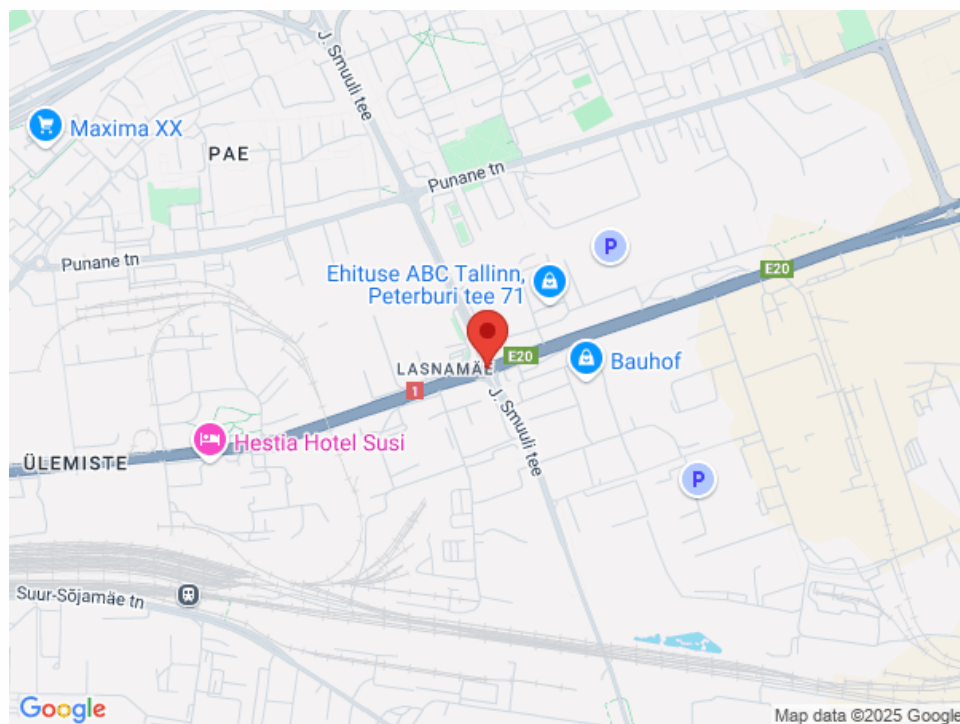 J. Smuuli tee
Maxima XX
PAE
Punane tn
Punane tn
Ehituse ABC Tallinn,
Peterburi tee 71
P
E20
E20
LASNAMÄE
Bauhof
1
J. Smuuli tee
Hestia Hotel Susi
ÜLEMISTE
P
Suur-Sõjamäe tn
Google
Map data ©2025 Google